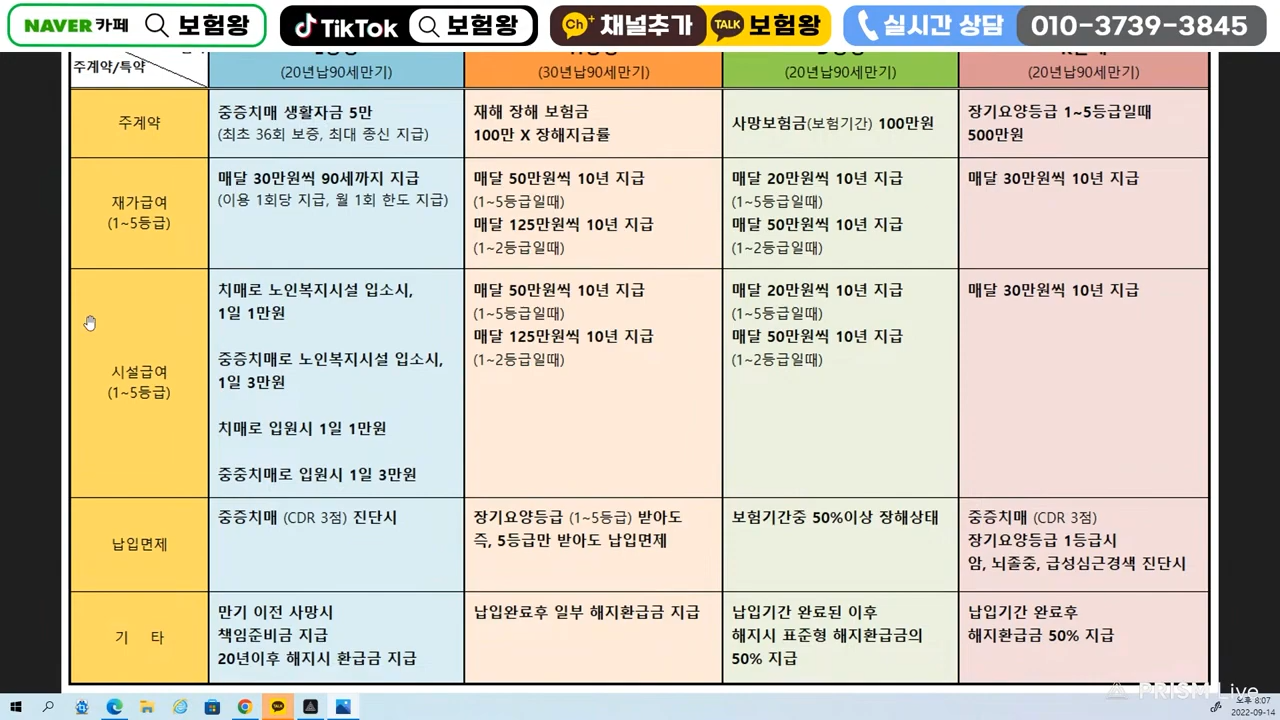 NAVER 카페 보험왕
TikTok 보험왕
Ch+ 채널추가 TALK 보험왕
실시간 상담 010-3739-3845
주계약/특약
(20년납90세만기)
(30년납90세만기)
(20년납90세만기)
(20년납90세만기)
주계약
중증치매 생활자금 5만
(최초 36회 보증, 최대 종신 지급)
재해 장해 보험금
100만 X 장해지급률
사망보험금(보험기간) 100만원
장기요양등급 1~5등급일때
500만원
재가급여
(1~5등급)
매달 30만원씩 90세까지 지급
(이용 1회당 지급, 월 1회 한도 지급)
매달 50만원씩 10년 지급
(1~5등급일때)
매달 125만원씩 10년 지급
(1~2등급일때)
매달 20만원씩 10년 지급
(1~5등급일때)
매달 50만원씩 10년 지급
(1~2등급일때)
매달 30만원씩 10년 지급
시설급여
(1~5등급)
치매로 노인복지시설 입소시,
1일 1만원
중증치매로 노인복지시설 입소시,
1일 3만원
치매로 입원시 1일 1만원
중중치매로 입원시 1일 3만원
매달 50만원씩 10년 지급
(1~5등급일때)
매달 125만원씩 10년 지급
(1~2등급일때)
매달 20만원씩 10년 지급
(1~5등급일때)
매달 50만원씩 10년 지급
(1~2등급일때)
매달 30만원씩 10년 지급
납입면제
중증치매 (CDR 3점) 진단시
장기요양등급 (1~5등급) 받아도
즉, 5등급만 받아도 납입면제
보험기간중 50%이상 장해상태
중증치매 (CDR 3점)
장기요양등급 1등급시
암, 뇌졸중, 급성심근경색 진단시
기 타
만기 이전 사망시
책임준비금 지급
20년이후 해지시 환급금 지급
납입완료후 일부 해지환급금 지급
납입기간 완료된 이후
해지시 표준형 해지환급금의
50% 지급
납입기간 완료후
해지환급금 50% 지급
PRISM Live
오후 8:07
2022-09-14